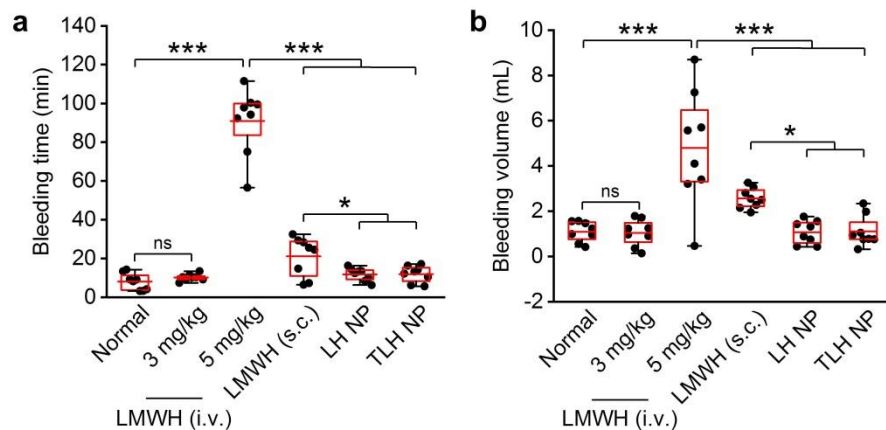 a
Bleeding time (min)
140
120
100
80
60
40
20
0
***
***
ns
*
Normal
3 mg/kg
5 mg/kg
LMWH (s.c.)
LH NP
TLH NP
LMWH (i.v.)
b
Bleeding volume (mL)
10
8
6
4
2
0
-2
***
***
ns
*
Normal
3 mg/kg
5 mg/kg
LMWH (s.c.)
LH NP
TLH NP
LMWH (i.v.)